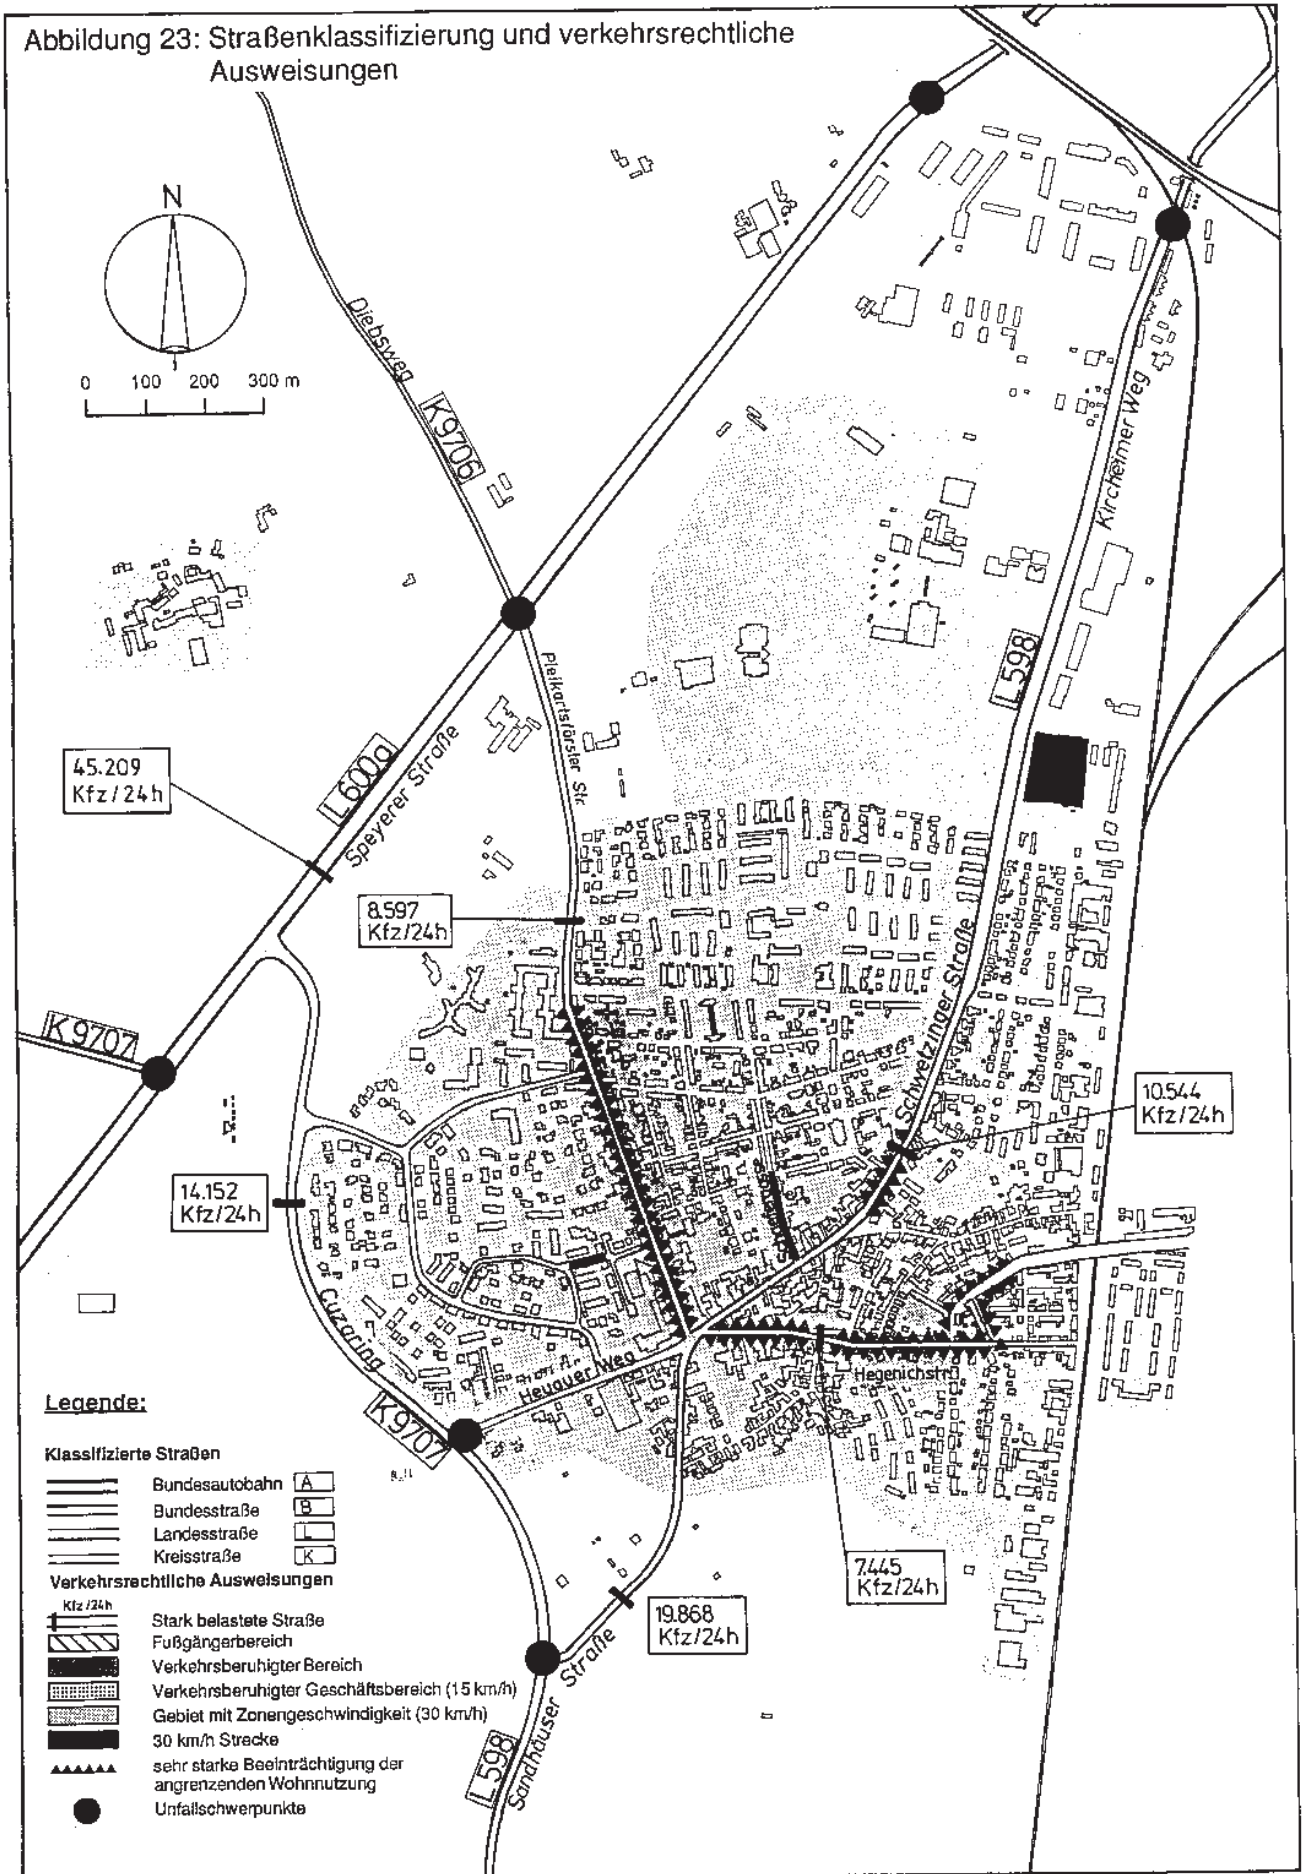 Abbildung 23: Straßenklassifizierung und verkehrsrechtliche
Ausweisungen
N
0 100 200 300 m
Diebsweg
K9706
Kircheimer Weg
L598
Pleikartsförster Str.
45.209
Kfz/24h
L600a
Speyerer Straße
8.597
Kfz/24h
K9707
Schwetzinger Straße
10.544
Kfz/24h
14.152
Kfz/24h
Cuzaring
Heuauer Weg
Hegenichstr.
K9707
7.445
Kfz/24h
19.868
Kfz/24h
L598
Sandhäuser Straße
Legende:
Klassifizierte Straßen
Bundesautobahn A
Bundesstraße B
Landesstraße L
Kreisstraße K
Verkehrsrechtliche Ausweisungen
Kfz/24h
Stark belastete Straße
Fußgängerbereich
Verkehrsberuhigter Bereich
Verkehrsberuhigter Geschäftsbereich (15 km/h)
Gebiet mit Zonengeschwindigkeit (30 km/h)
30 km/h Strecke
sehr starke Beeinträchtigung der
angrenzenden Wohnnutzung
Unfallschwerpunkte